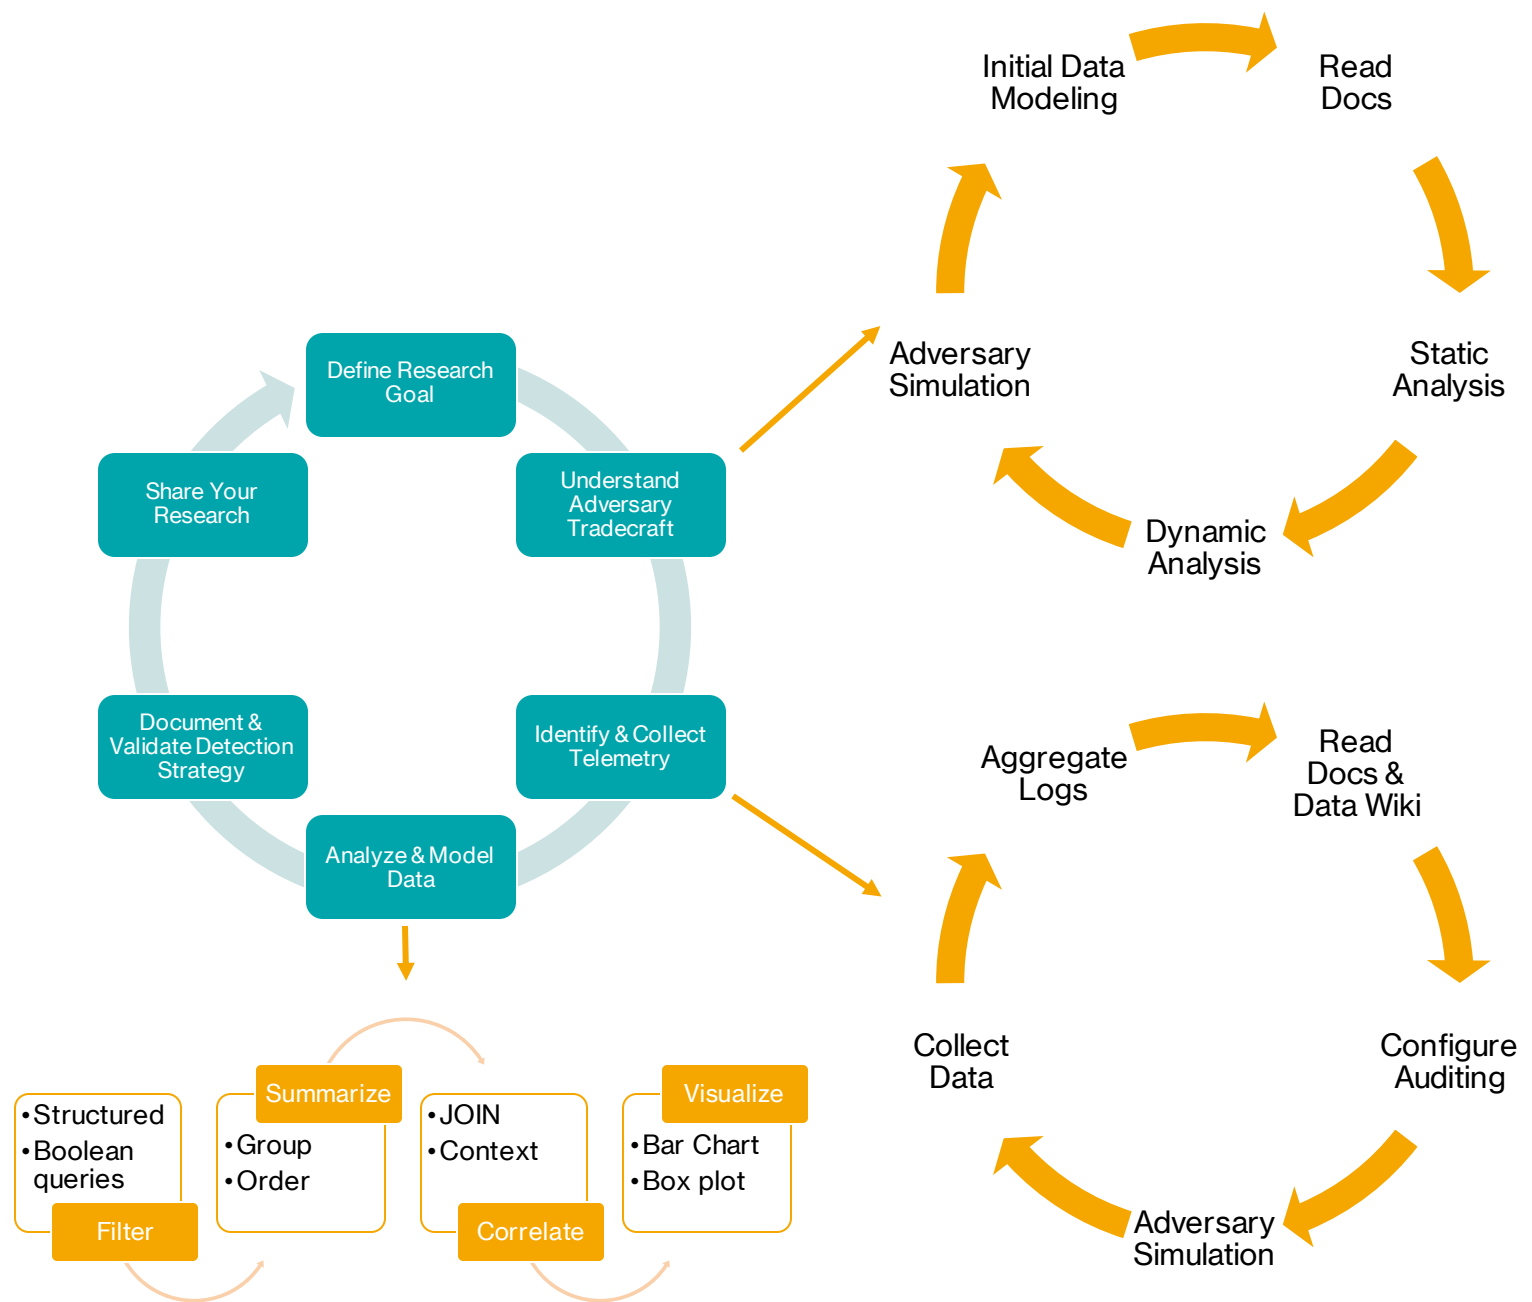 Define Research
Goal
Understand
Adversary
Tradecraft
Identify & Collect
Telemetry
Analyze & Model
Data
Document &
Validate Detection
Strategy
Share Your
Research
Initial Data
Modeling
Read
Docs
Static
Analysis
Dynamic
Analysis
Adversary
Simulation
Aggregate
Logs
Read
Docs &
Data Wiki
Configure
Auditing
Adversary
Simulation
Collect
Data
•Structured
•Boolean
queries
Filter
Summarize
•Group
•Order
•JOIN
•Context
Correlate
Visualize
•Bar Chart
•Box plot